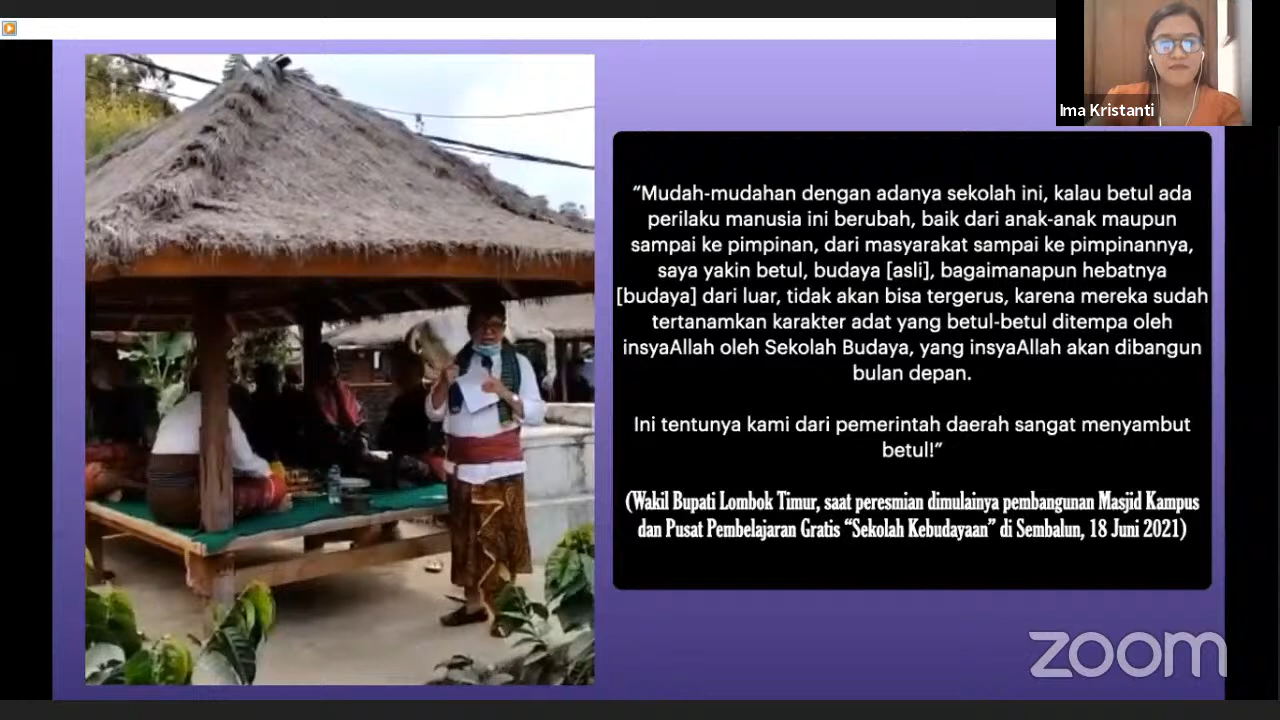 Ima Kristanti
“Mudah-mudahan dengan adanya sekolah ini, kalau betul ada
perilaku manusia ini berubah, baik dari anak-anak maupun
sampai ke pimpinan, dari masyarakat sampai ke pimpinannya,
saya yakin betul, budaya [asli], bagaimanapun hebatnya
[budaya] dari luar, tidak akan bisa tergerus, karena mereka sudah
tertanamkan karakter adat yang betul-betul ditempa oleh
insyaAllah oleh Sekolah Budaya, yang insyaAllah akan dibangun
bulan depan.
Ini tentunya kami dari pemerintah daerah sangat menyambut
betul!”
(Wakil Bupati Lombok Timur, saat peresmian dimulainya pembangunan Masjid Kampus
dan Pusat Pembelajaran Gratis “Sekolah Kebudayaan” di Sembalun, 18 Juni 2021)
zoom